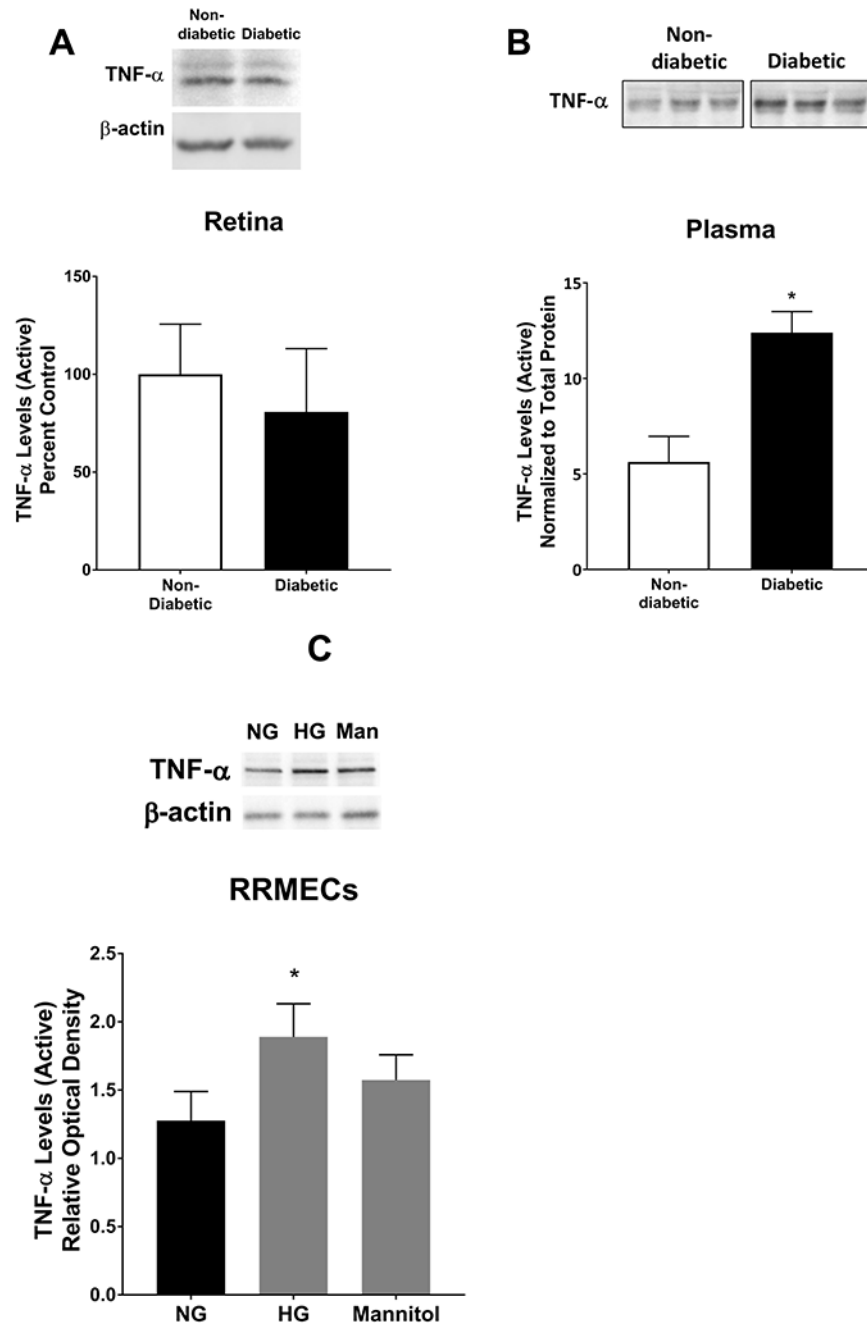 A
Non-
diabetic Diabetic
TNF-α
β-actin
Retina
TNF-α Levels (Active)
Percent Control
150
100
50
0
Non-
Diabetic
Diabetic
B
Non-
diabetic
Diabetic
TNF-α
Plasma
TNF-α Levels (Active)
Normalized to Total Protein
15
10
5
0
*
Non-
diabetic
Diabetic
C
NG HG Man
TNF-α
β-actin
RRMECs
TNF-α Levels (Active)
Relative Optical Density
2.5
2.0
1.5
1.0
0.5
0.0
*
NG HG Mannitol